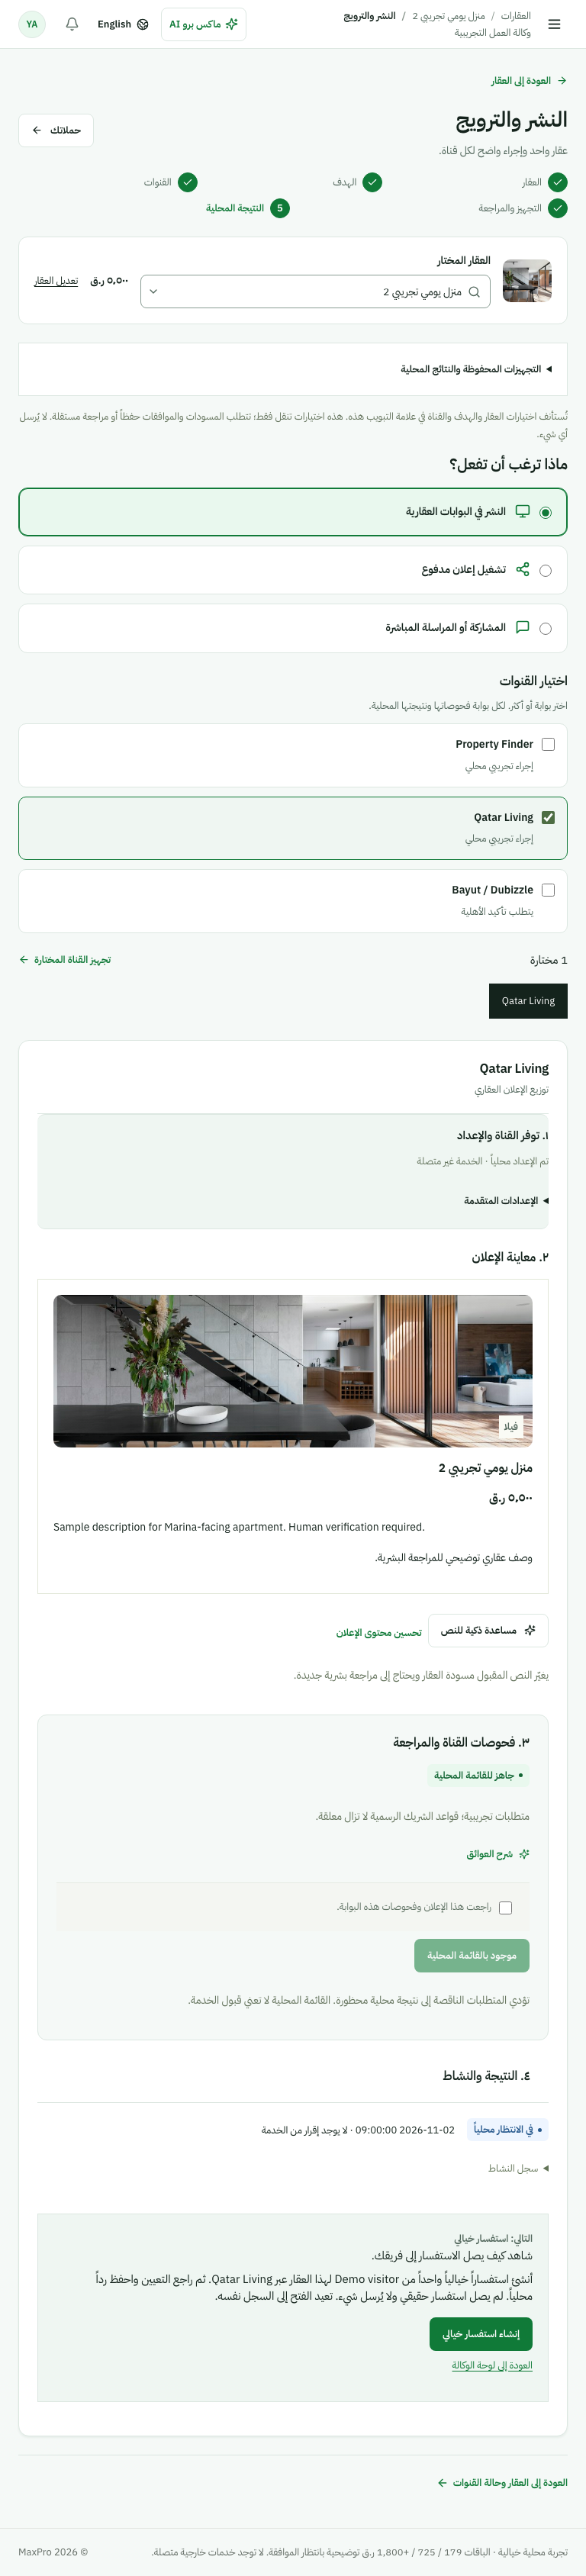 العقارات / منزل يومي تجريبي 2 / النشر والترويج
وكالة العمل التجريبية
ماكس برو AI
English
YA
العودة إلى العقار
النشر والترويج
عقار واحد وإجراء واضح لكل قناة.
حملاتك
العقار
الهدف
القنوات
التجهيز والمراجعة
5 النتيجة المحلية
العقار المختار
منزل يومي تجريبي 2
٥٬٥٠٠ ر.ق
تعديل العقار
التجهيزات المحفوظة والنتائج المحلية
تُستأنف اختيارات العقار والهدف والقناة في علامة التبويب هذه. هذه اختيارات تنقل فقط؛ تتطلب المسودات والموافقات حفظاً أو مراجعة مستقلة. لا يُرسل
أي شيء.
ماذا ترغب أن تفعل؟
النشر في البوابات العقارية
تشغيل إعلان مدفوع
المشاركة أو المراسلة المباشرة
اختيار القنوات
اختر بوابة أو أكثر. لكل بوابة فحوصاتها ونتيجتها المحلية.
Property Finder
إجراء تجريبي محلي
Qatar Living
إجراء تجريبي محلي
Bayut / Dubizzle
يتطلب تأكيد الأهلية
1 مختارة
تجهيز القناة المختارة
Qatar Living
Qatar Living
توزيع الإعلان العقاري
١. توفر القناة والإعداد
تم الإعداد محلياً · الخدمة غير متصلة
الإعدادات المتقدمة
٢. معاينة الإعلان
فيلا
منزل يومي تجريبي 2
٥٬٥٠٠ ر.ق
Sample description for Marina-facing apartment. Human verification required.
وصف عقاري توضيحي للمراجعة البشرية.
مساعدة ذكية للنص
تحسين محتوى الإعلان
يغيّر النص المقبول مسودة العقار ويحتاج إلى مراجعة بشرية جديدة.
٣. فحوصات القناة والمراجعة
جاهز للقائمة المحلية
متطلبات تجريبية؛ قواعد الشريك الرسمية لا تزال معلقة.
شرح العوائق
راجعت هذا الإعلان وفحوصات هذه البوابة.
موجود بالقائمة المحلية
تؤدي المتطلبات الناقصة إلى نتيجة محلية محظورة. القائمة المحلية لا تعني قبول الخدمة.
٤. النتيجة والنشاط
في الانتظار محلياً
2026-11-02 09:00:00 · لا يوجد إقرار من الخدمة
سجل النشاط
التالي: استفسار خيالي
شاهد كيف يصل الاستفسار إلى فريقك.
أنشئ استفساراً خيالياً واحداً من Demo visitor لهذا العقار عبر Qatar Living. ثم راجع التعيين واحفظ رداً
محلياً. لم يصل استفسار حقيقي ولا يُرسل شيء. تعيد الفتح إلى السجل نفسه.
إنشاء استفسار خيالي
العودة إلى لوحة الوكالة
العودة إلى العقار وحالة القنوات
تجربة محلية خيالية · الباقات 179 / 725 / +1,800 ر.ق توضيحية بانتظار الموافقة. لا توجد خدمات خارجية متصلة.
© 2026 MaxPro